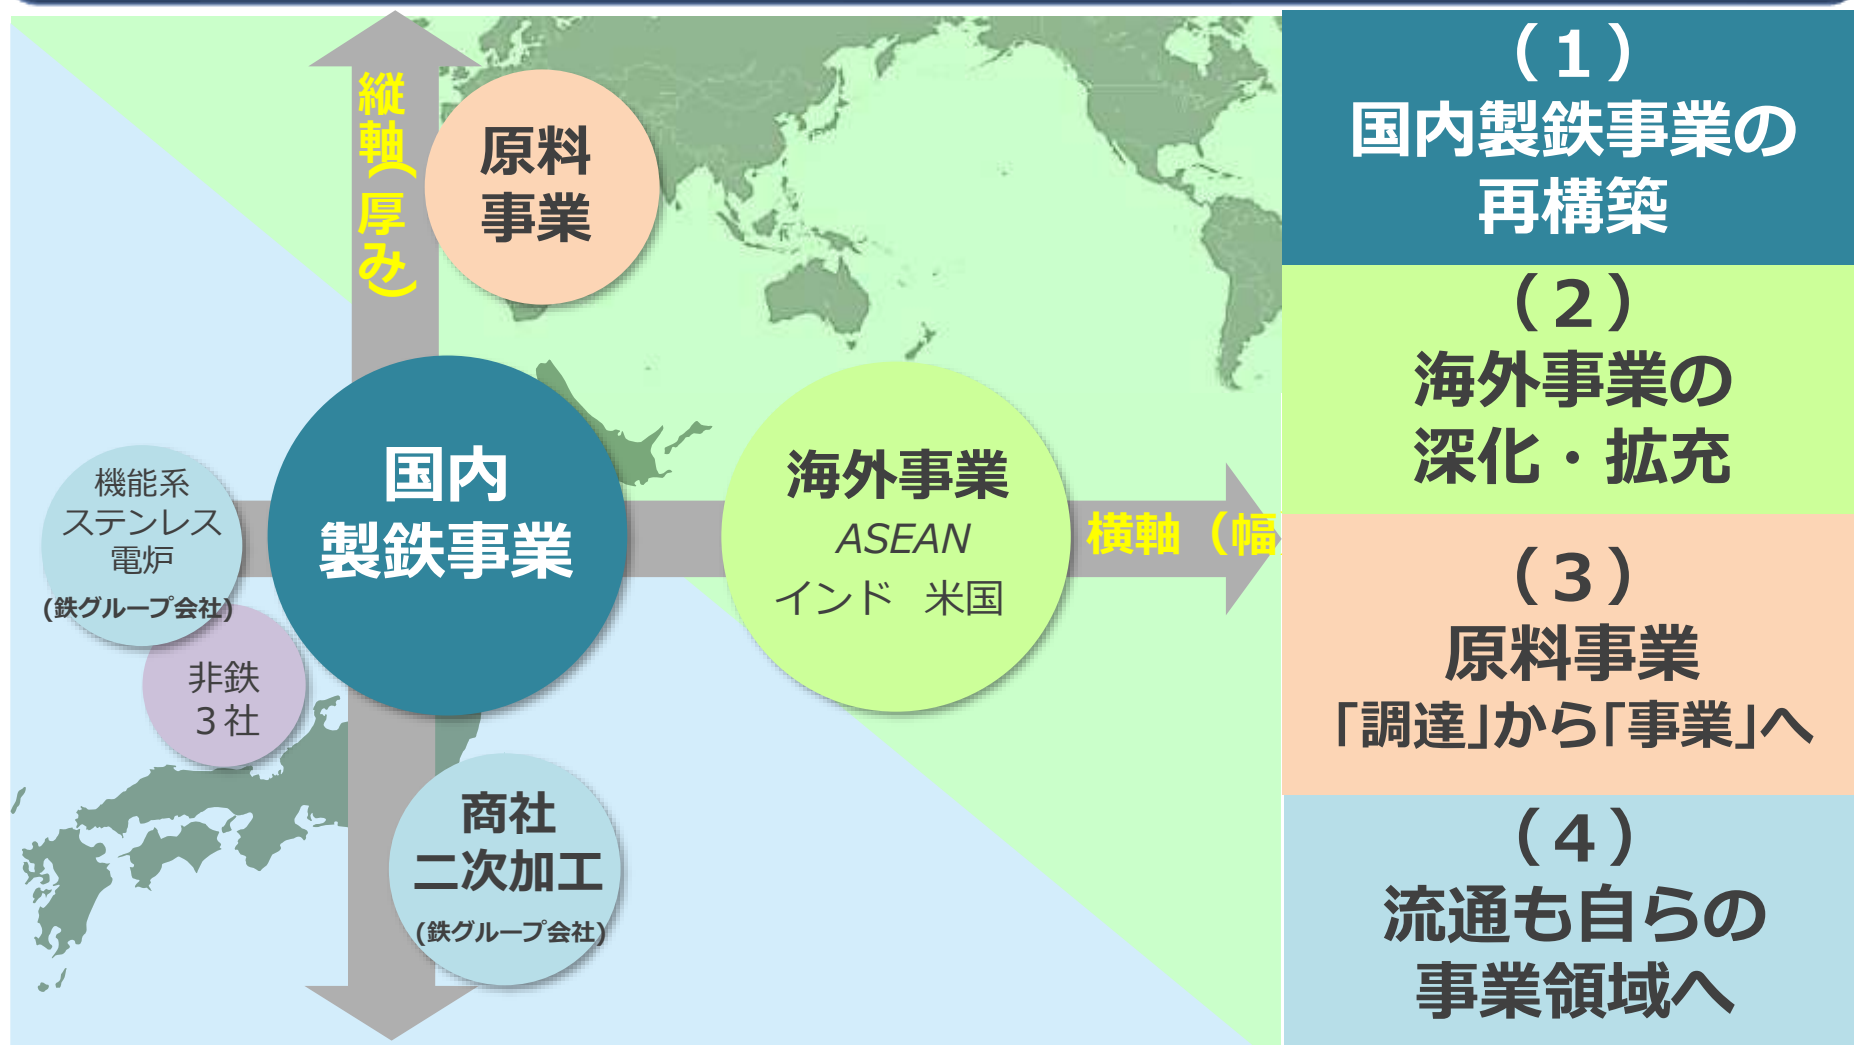 縦軸（厚み）
原料
事業
国内
製鉄事業
海外事業
ASEAN
インド　米国
横軸（幅
機能系
ステンレス
電炉
(鉄グループ会社)
非鉄
３社
商社
二次加工
(鉄グループ会社)
（１）
国内製鉄事業の
再構築
（２）
海外事業の
深化・拡充
（３）
原料事業
｢調達｣から｢事業｣へ
（４）
流通も自らの
事業領域へ